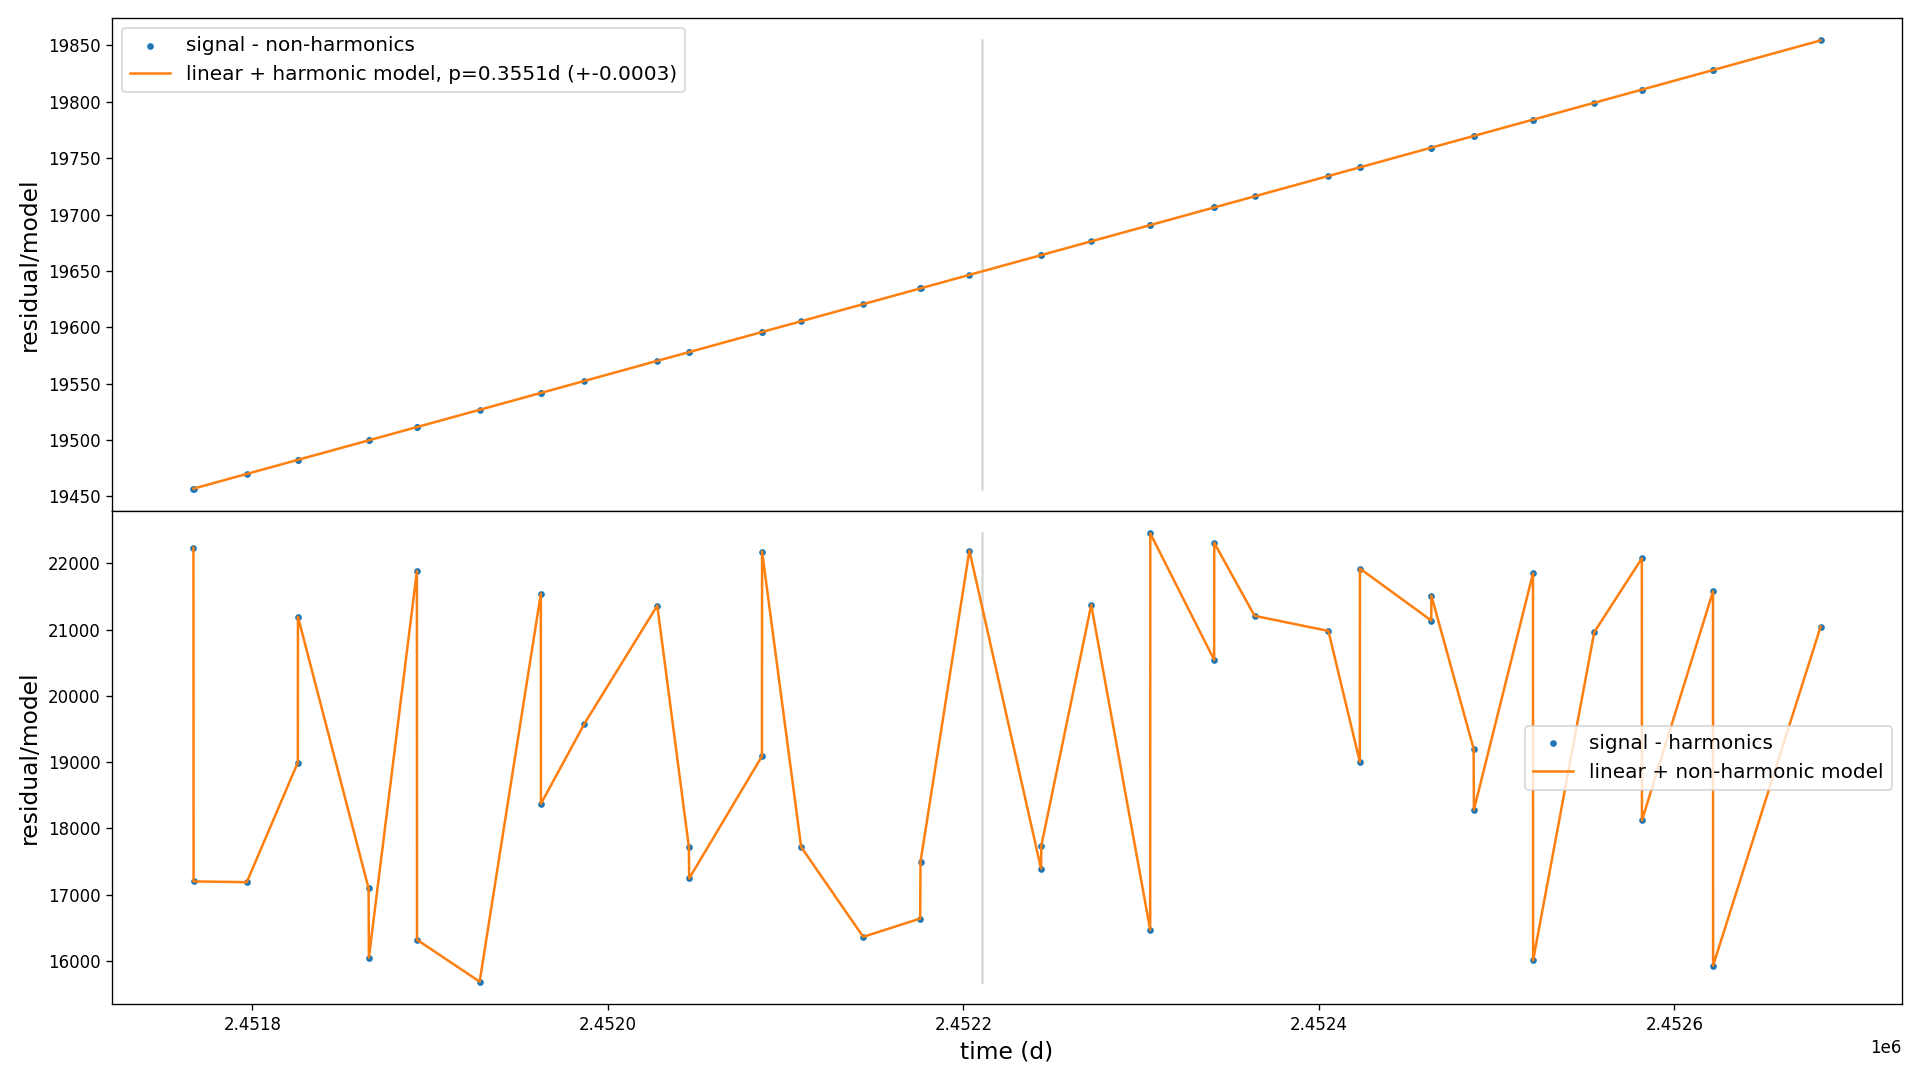 19850
19800
19750
19700
19650
19600
19550
19500
19450
residual/model
signal - non-harmonics
linear + harmonic model, p=0.3551d (+-0.0003)
22000
21000
20000
19000
18000
17000
16000
residual/model
signal - harmonics
linear + non-harmonic model
2.4518
2.4520
2.4522
2.4524
2.4526
1e6
time (d)